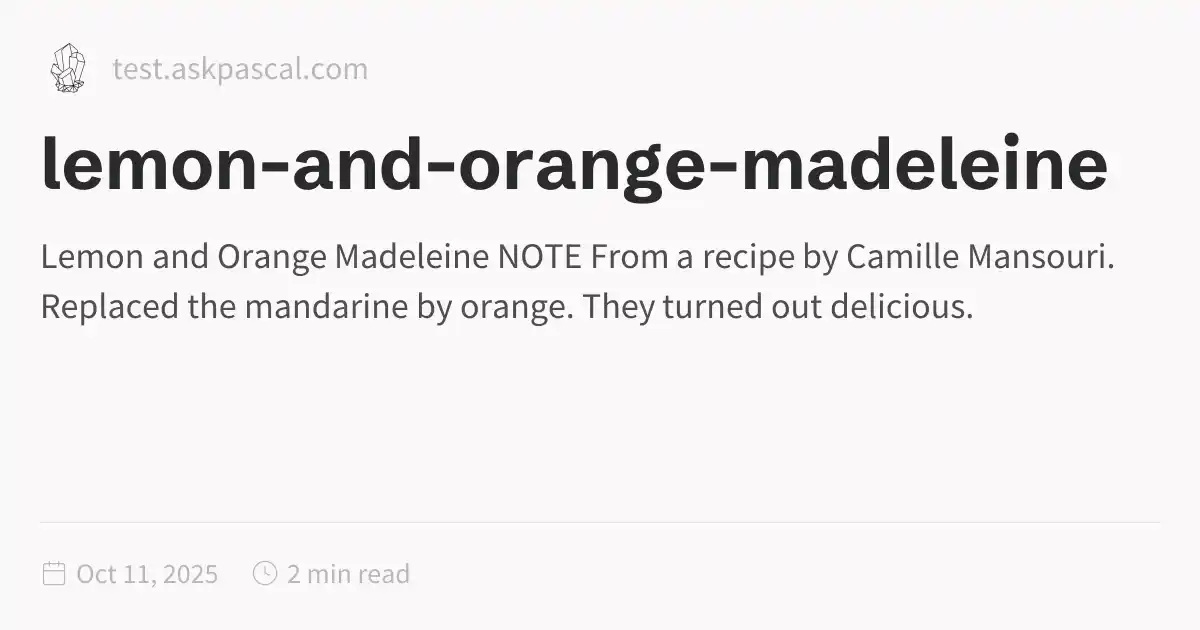 test.askpascal.com
lemon-and-orange-madeleine
Lemon and Orange Madeleine NOTE From a recipe by Camille Mansouri.
Replaced the mandarine by orange. They turned out delicious.
Oct 11, 2025 2 min read